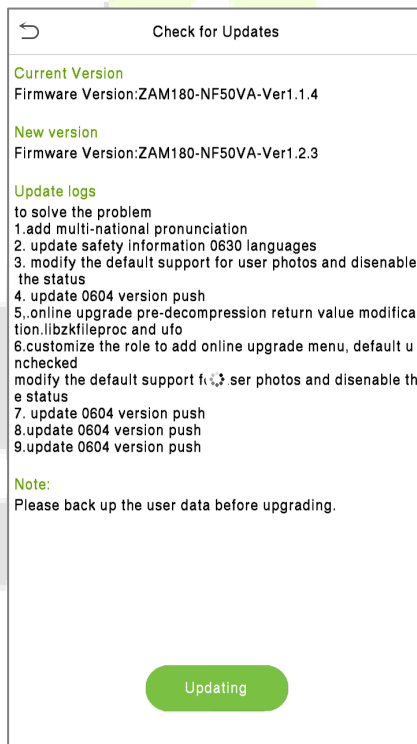 Check for Updates
Current Version
Firmware Version:ZAM180-NF50VA-Ver1.1.4
New version
Firmware Version:ZAM180-NF50VA-Ver1.2.3
Update logs
to solve the problem
1.add multi-national pronunciation
2. update safety information 0630 languages
3. modify the default support for user photos and disenable
the status
4. update 0604 version push
5,.online upgrade pre-decompression return value modifica
tion.libzkfileproc and ufo
6.customize the role to add online upgrade menu, default u
nchecked
modify the default support photos and disenable th
e status
7. update 0604 version push
8.update 0604 version push
9.update 0604 version push
Note:
Please back up the user data before upgrading.
Updating